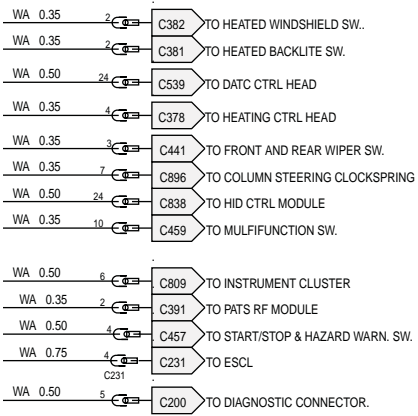 WA 0.35 2 C382 TO HEATED WINDSHIELD SW..
WA 0.35 2 C381 TO HEATED BACKLITE SW.
WA 0.50 24 C539 TO DATC CTRL HEAD
WA 0.35 4 C378 TO HEATING CTRL HEAD
WA 0.35 3 C441 TO FRONT AND REAR WIPER SW.
WA 0.35 7 C896 TO COLUMN STEERING CLOCKSPRING
WA 0.50 24 C838 TO HID CTRL MODULE
WA 0.35 10 C459 TO MULFIFUNCTION SW.
WA 0.50 6 C809 TO INSTRUMENT CLUSTER
WA 0.35 2 C391 TO PATS RF MODULE
WA 0.50 4 C457 TO START/STOP & HAZARD WARN. SW.
WA 0.75 4 C231 TO ESCL
C231
WA 0.50 5 C200 TO DIAGNOSTIC CONNECTOR.